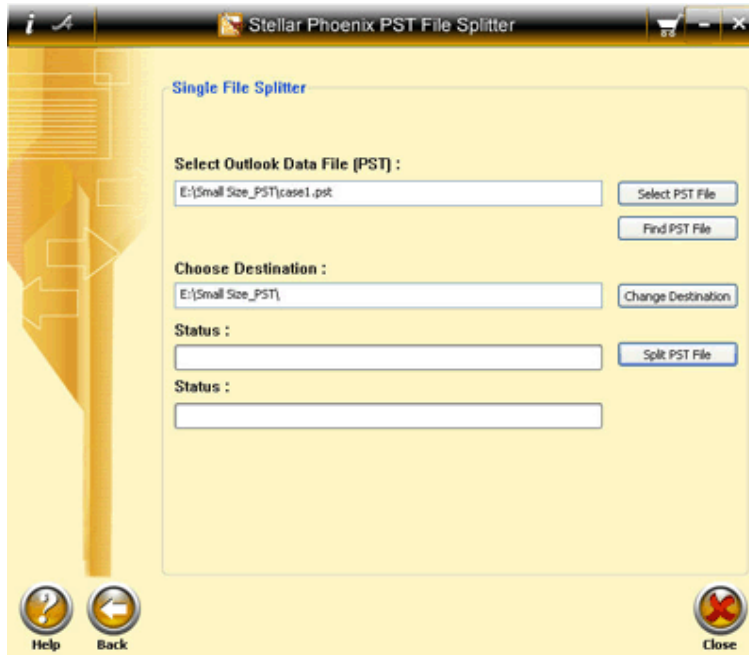 i
Stellar Phoenix PST File Splitter
Single File Splitter
Select Outlook Data File (PST) :
E:\Small Size_PST\case1.pst
Select PST File
Find PST File
Choose Destination :
E:\Small Size_PST\
Change Destination
Status :
Split PST File
Status :
Help
Back
Close